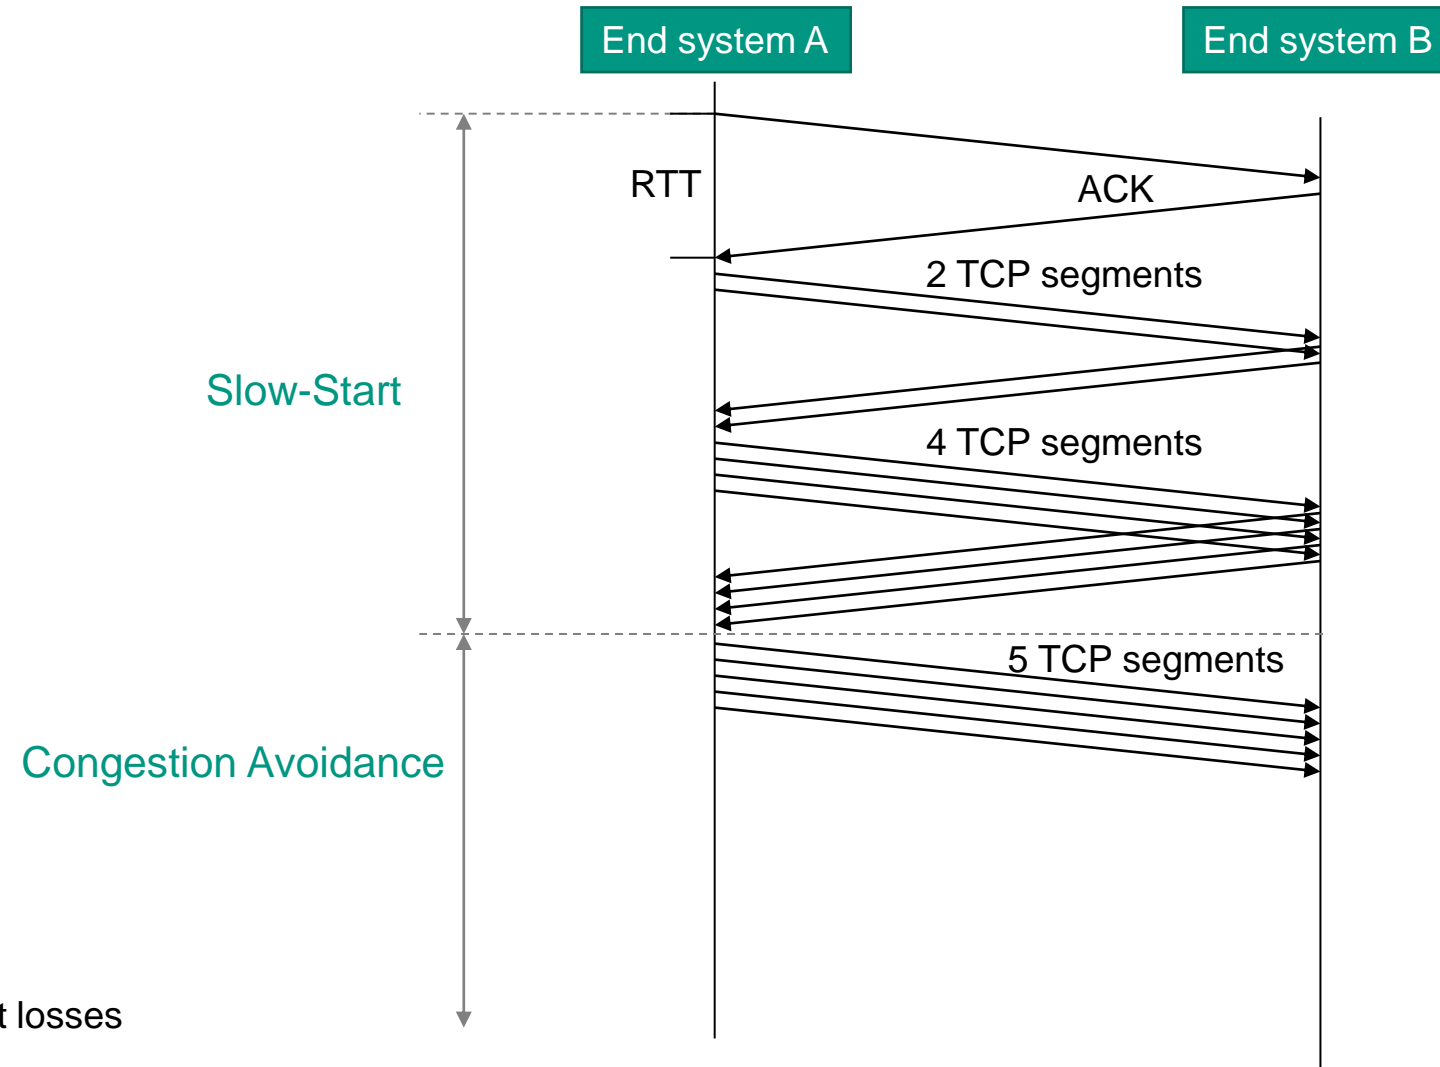 End system A
End system B
RTT
ACK
2 TCP segments
Slow-Start
4 TCP segments
5 TCP segments
Congestion Avoidance
t losses